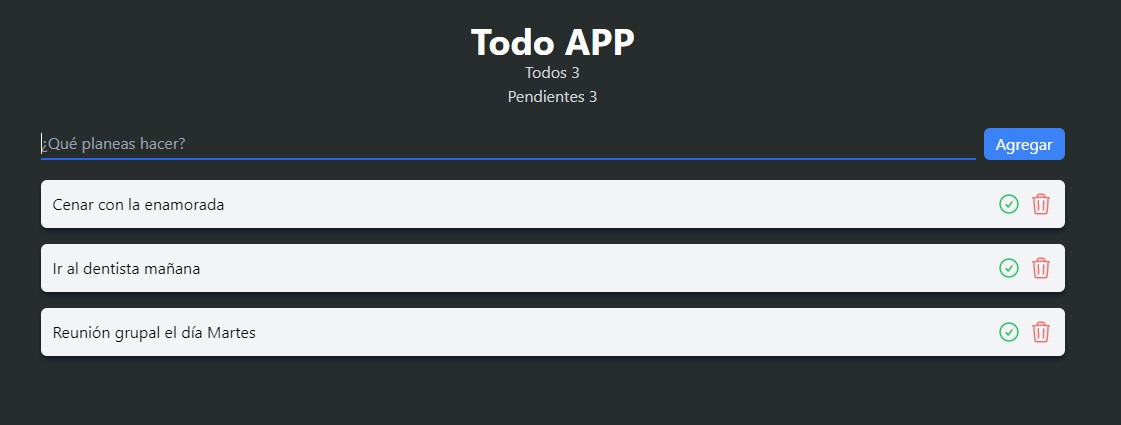 Todo APP
Todos 3
Pendientes 3
¿Qué planeas hacer?
Agregar
Cenar con la enamorada
Ir al dentista mañana
Reunión grupal el día Martes